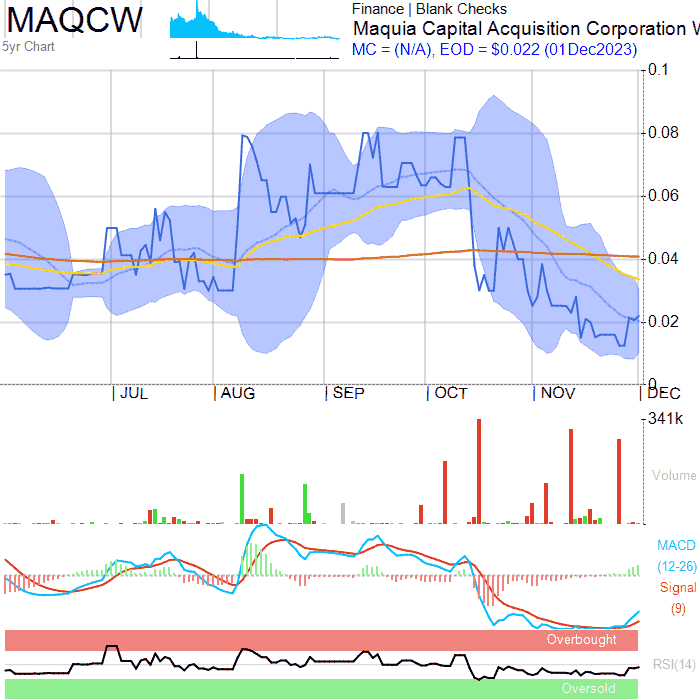 MAQCW
5yr Chart
Finance | Blank Checks
Maquia Capital Acquisition Corporation W
MC = (N/A), EOD = $0.022 (01Dec2023)
0.1
0.08
0.06
0.04
0.02
0
JUL AUG SEP OCT NOV DEC
341k
Volume
MACD
(12-26)
Signal
(9)
Overbought
RSI(14)
Oversold